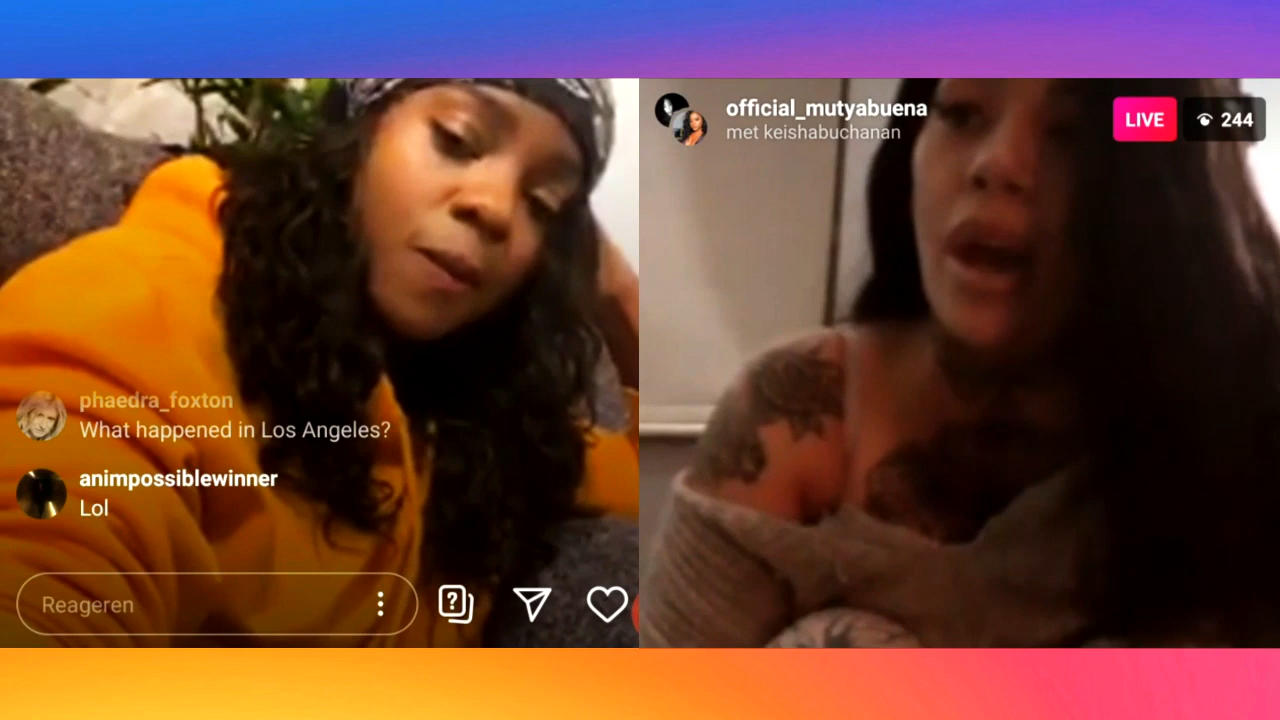 official_mutyabuena
met keishabuchanan
LIVE
244
phaedra_foxton
What happened in Los Angeles?
animpossiblewinner
Lol
Reageren
?